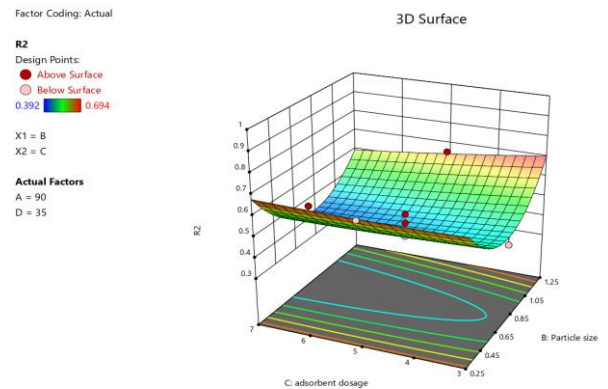 Factor Coding: Actual
3D Surface
R2
Design Points:
Above Surface
Below Surface
0.392 0.694
X1 = B
X2 = C
Actual Factors
A = 90
D = 35
R2
1
0.9
0.8
0.7
0.6
0.5
0.4
0.3
7
6
5
4
3
C: adsorbent dosage
0.25
0.45
0.65
0.85
1.05
1.25
B: Particle size